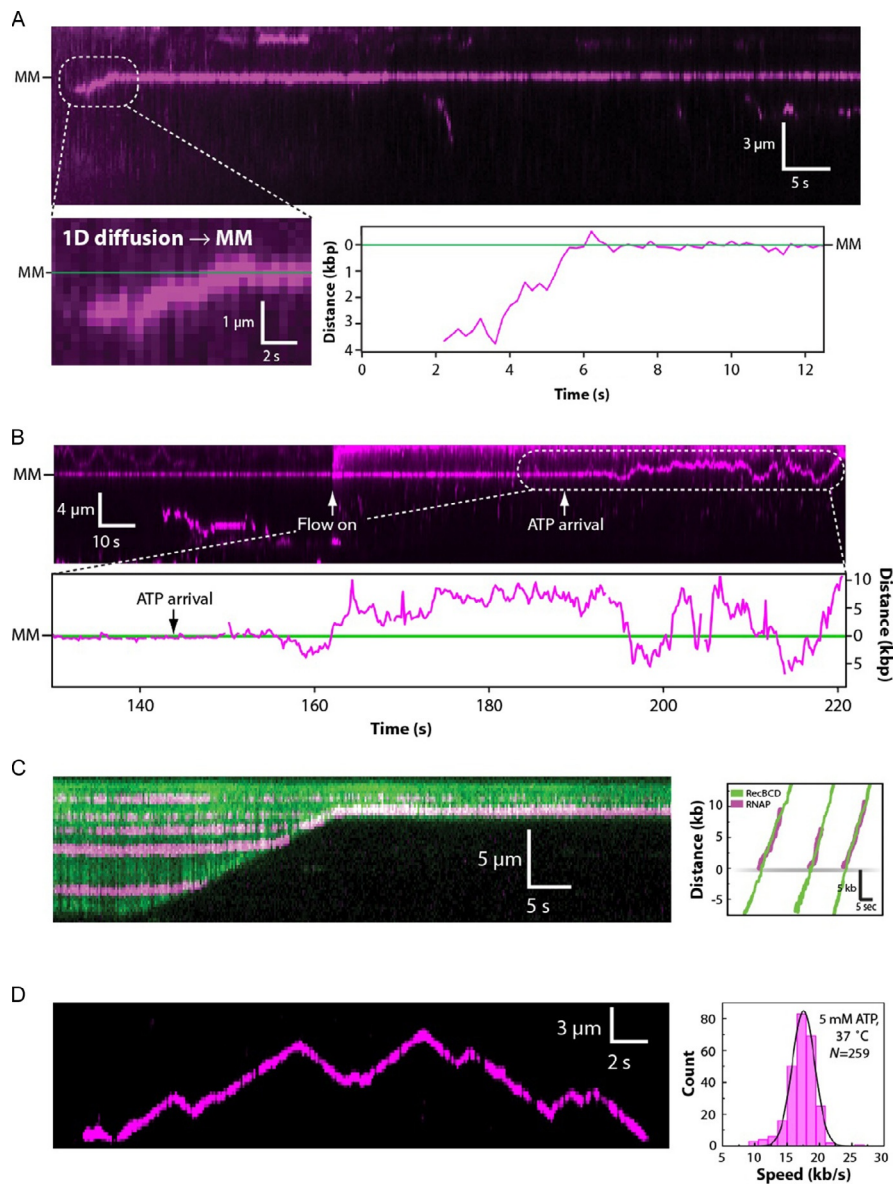 A
MM
3 µm
5 s
1D diffusion → MM
MM
1 µm
2 s
Distance (kbp)
0
1
2
3
4
MM
0 2 4 6 8 10 12
Time (s)
B
MM
4 µm
10 s
Flow on
ATP arrival
ATP arrival
MM
10
5
0
5
Distance (kbp)
140 160 180 200 220
Time (s)
C
5 µm
5 s
RecBCD
RNAP
Distance (kb)
10
5
0
-5
5 kb
5 sec
D
3 µm
2 s
Count
80
60
40
20
0
5 mM ATP,
37 ˚C
N=259
5 10 15 20 25 30
Speed (kb/s)